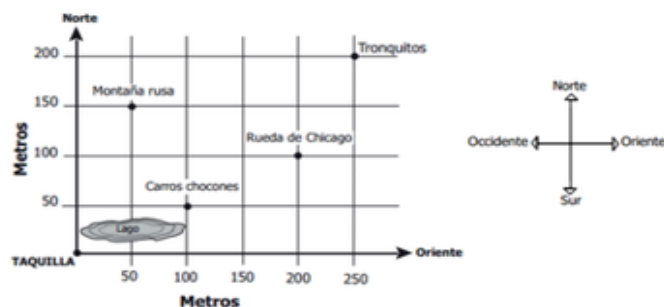 Norte
200
Tronquitos
Montaña rusa
150
Metros
Rueda de Chicago
100
Carros chocones
50
Lago
TAQUILLA
Oriente
50
100
150
200
250
Metros
Norte
Occidente
Oriente
Sur